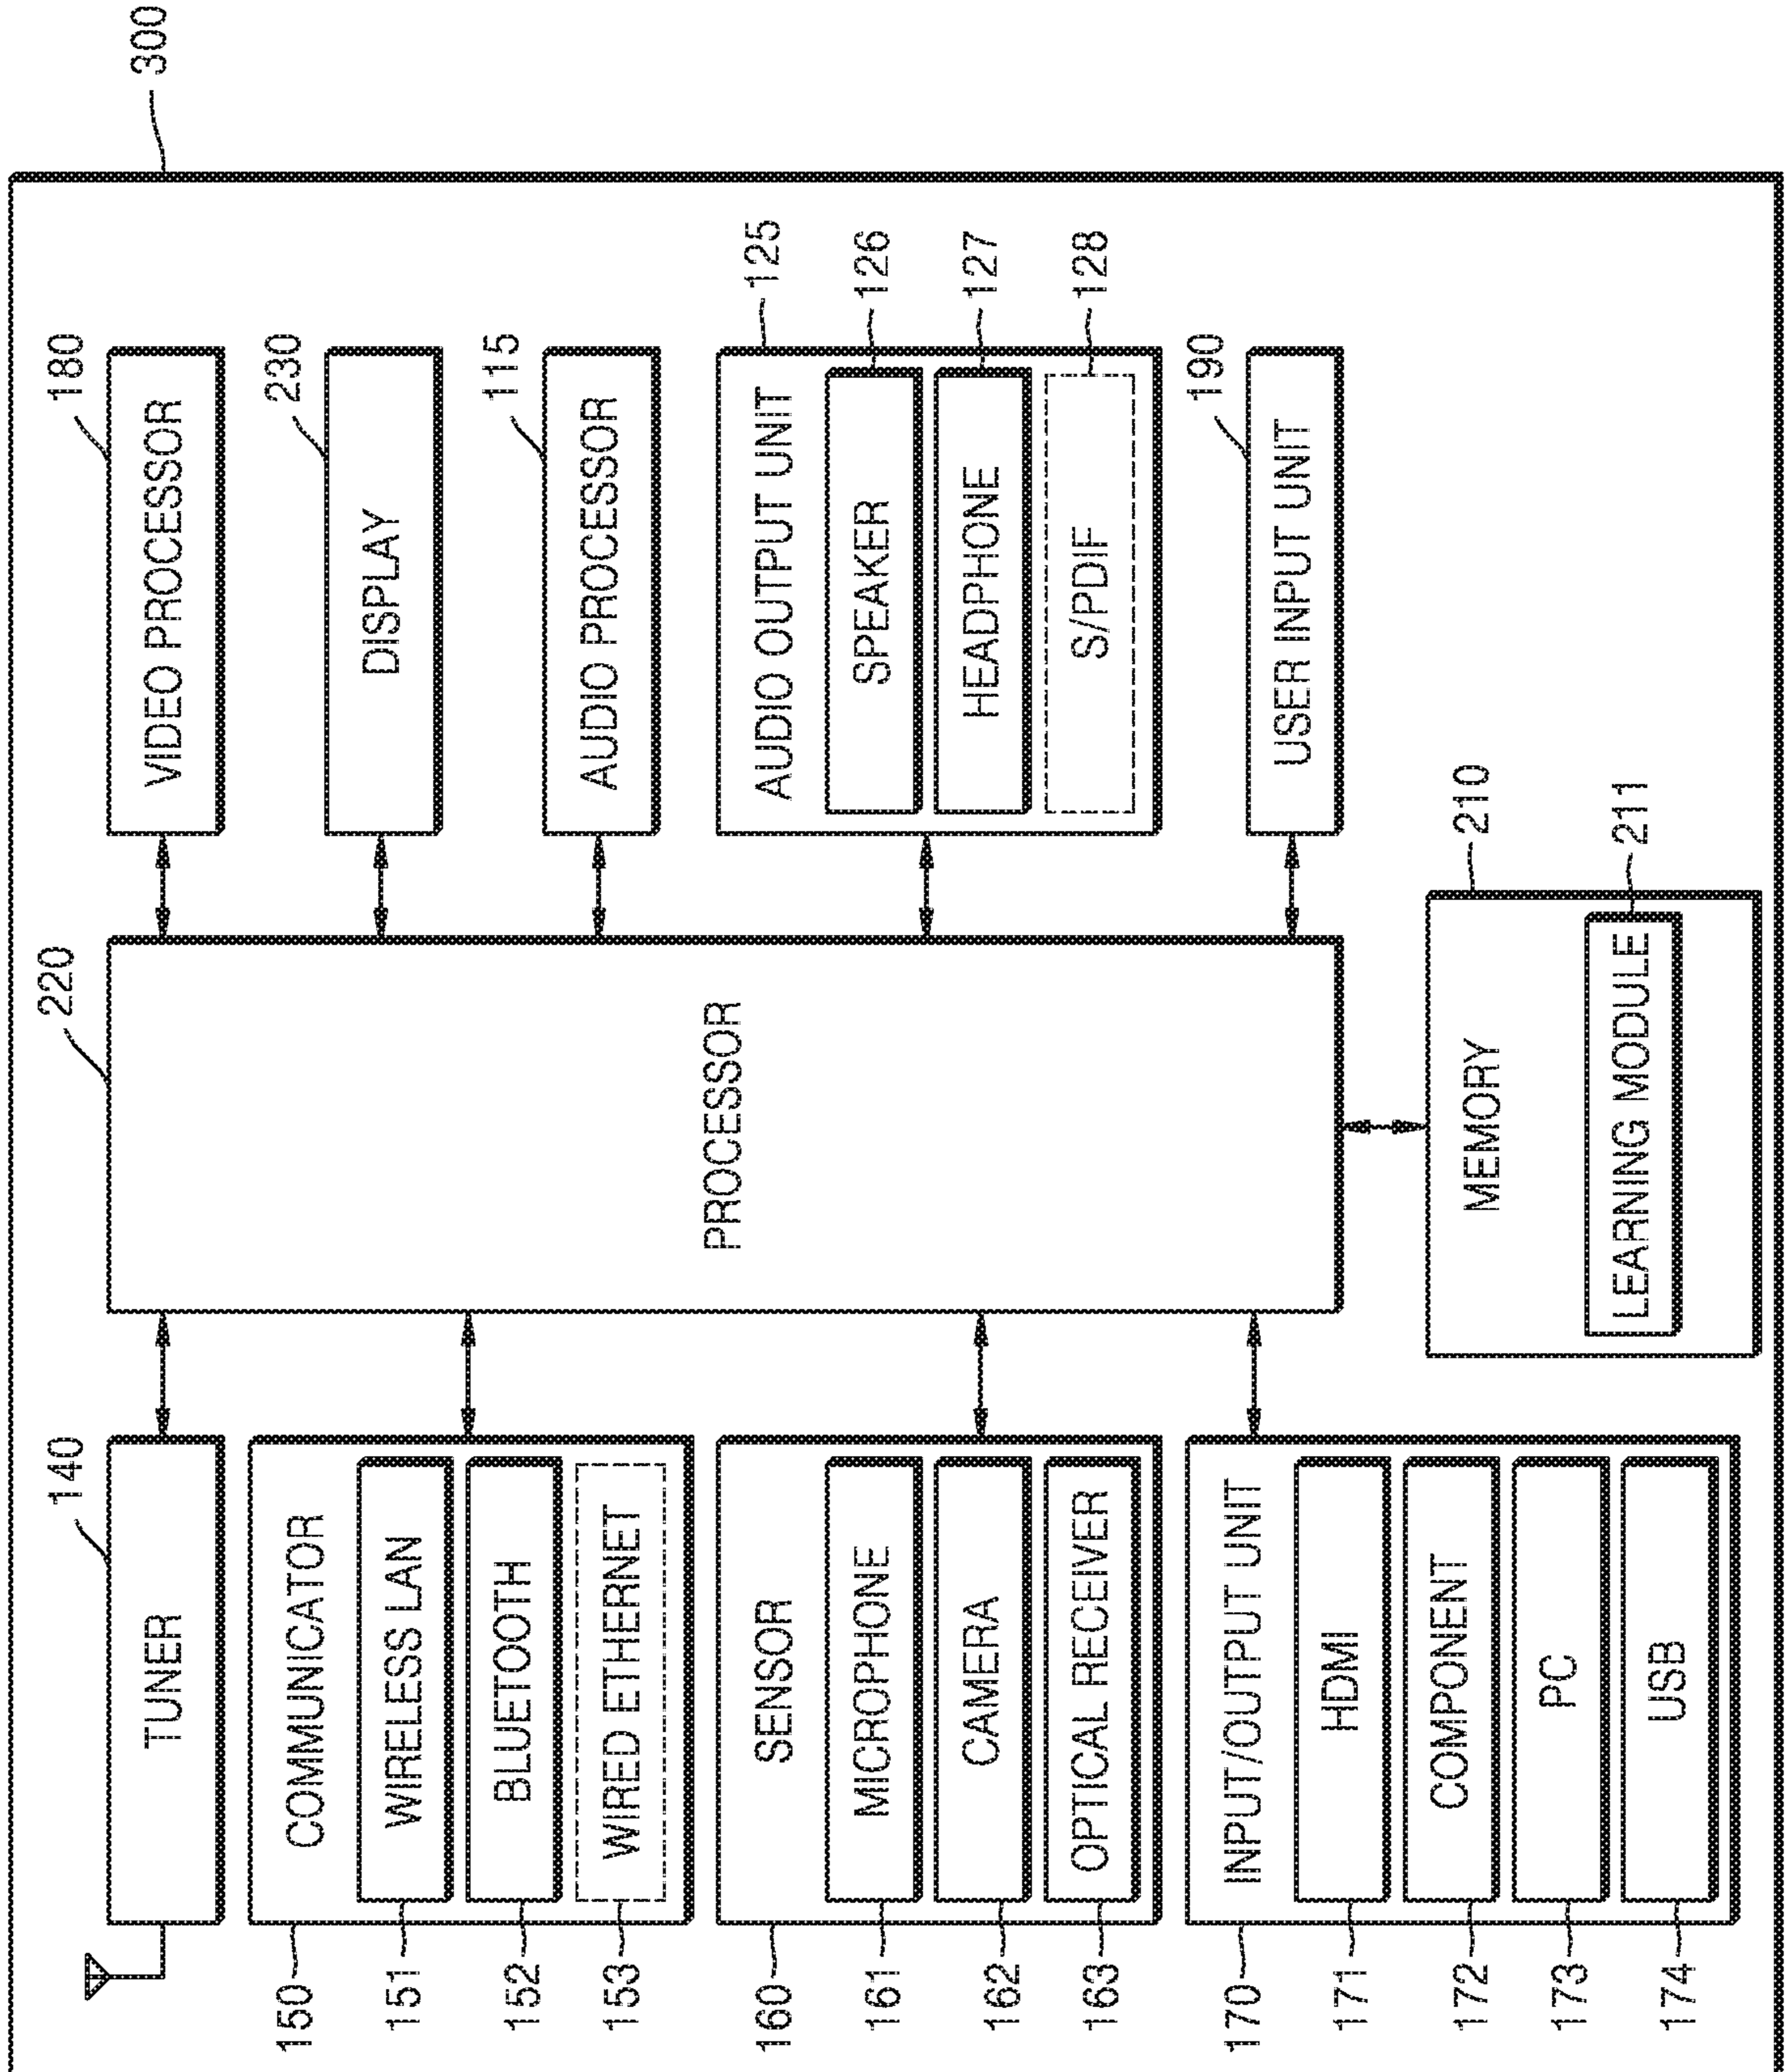 300
140
TUNER
150
COMMUNICATOR
151
WIRELESS LAN
152
BLUETOOTH
153
WIRED ETHERNET
160
SENSOR
161
MICROPHONE
162
CAMERA
163
OPTICAL RECEIVER
170
INPUT/OUTPUT UNIT
171
HDMI
172
COMPONENT
173
PC
174
USB
220
PROCESSOR
210
MEMORY
211
LEARNING MODULE
180
VIDEO PROCESSOR
230
DISPLAY
115
AUDIO PROCESSOR
125
AUDIO OUTPUT UNIT
126
SPEAKER
127
HEADPHONE
128
S/PDIF
190
USER INPUT UNIT